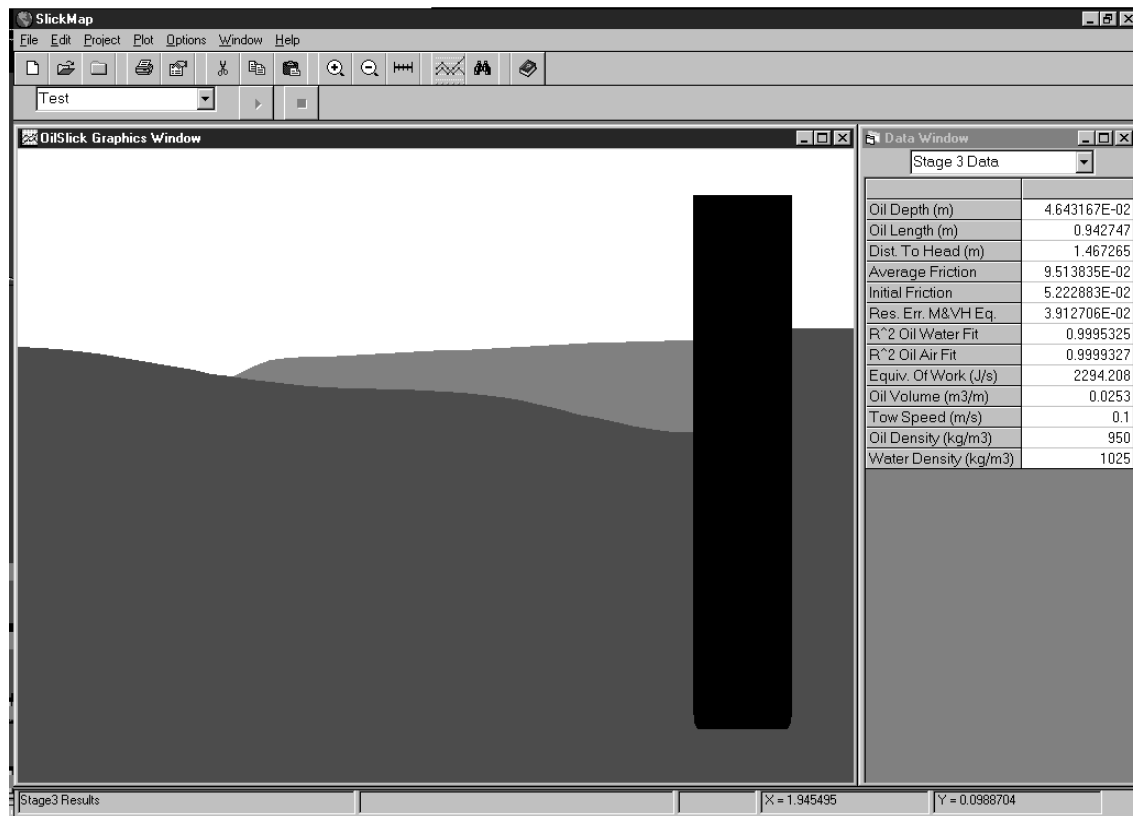 SlickMap
File Edit Project Plot Options Window Help
Test
OilSlick Graphics Window
Data Window
Stage 3 Data
Oil Depth (m) 4.643167E-02
Oil Length (m) 0.942747
Dist. To Head (m) 1.467265
Average Friction 9.513835E-02
Initial Friction 5.222883E-02
Res. Err. M&VH Eq. 3.912706E-02
R^2 Oil Water Fit 0.9995325
R^2 Oil Air Fit 0.9999327
Equiv. Of Work (J/s) 2294.208
Oil Volume (m3/m) 0.0253
Tow Speed (m/s) 0.1
Oil Density (kg/m3) 950
Water Density (kg/m3) 1025
Stage3 Results
X = 1.945495
Y = 0.0988704